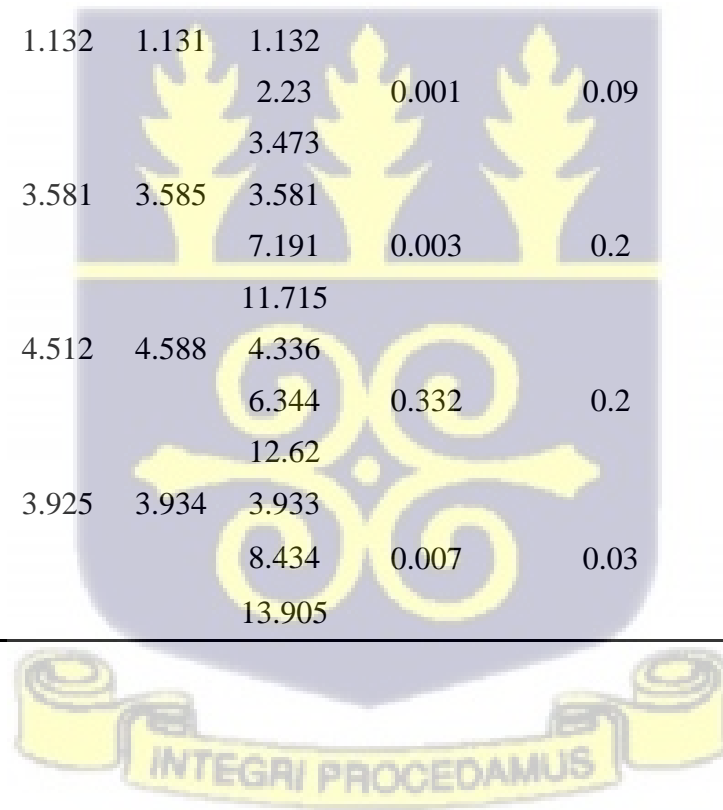 1.132 1.131 1.132
2.23 0.001 0.09
3.473
3.581 3.585 3.581
7.191 0.003 0.2
11.715
4.512 4.588 4.336
6.344 0.332 0.2
12.62
3.925 3.934 3.933
8.434 0.007 0.03
13.905
INTEGRI PROCEDAMUS